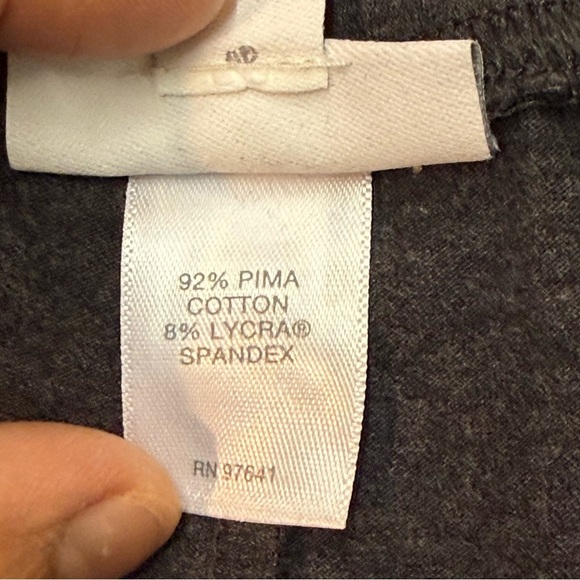 92% PIMA
COTTON
8% LYCRA®
SPANDEX
RN 97641